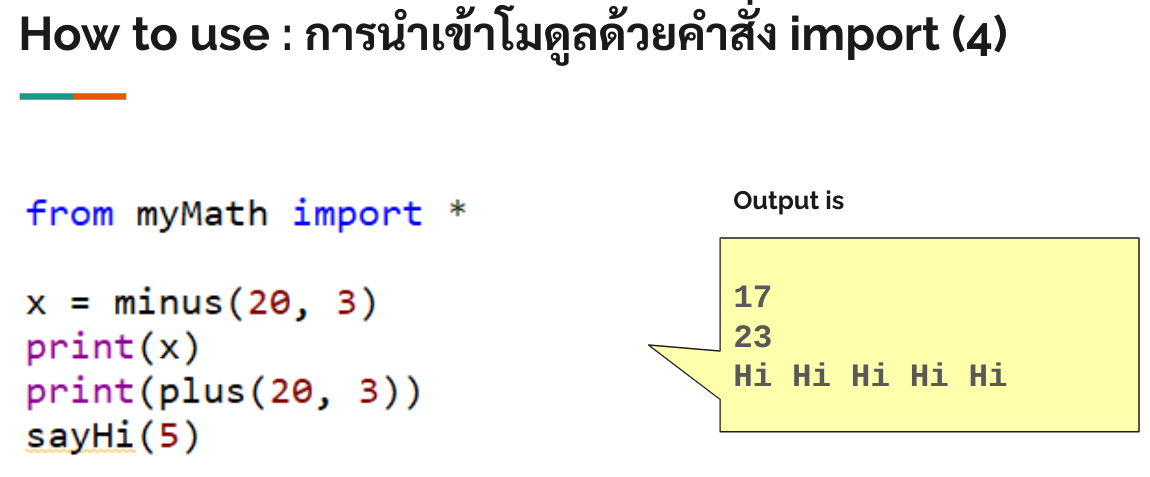 How to use : การนำเข้าโมดูลด้วยคำสั่ง import (4)
from myMath import *
x = minus(20, 3)
print(x)
print(plus(20, 3))
sayHi(5)
Output is
17
23
Hi Hi Hi Hi Hi